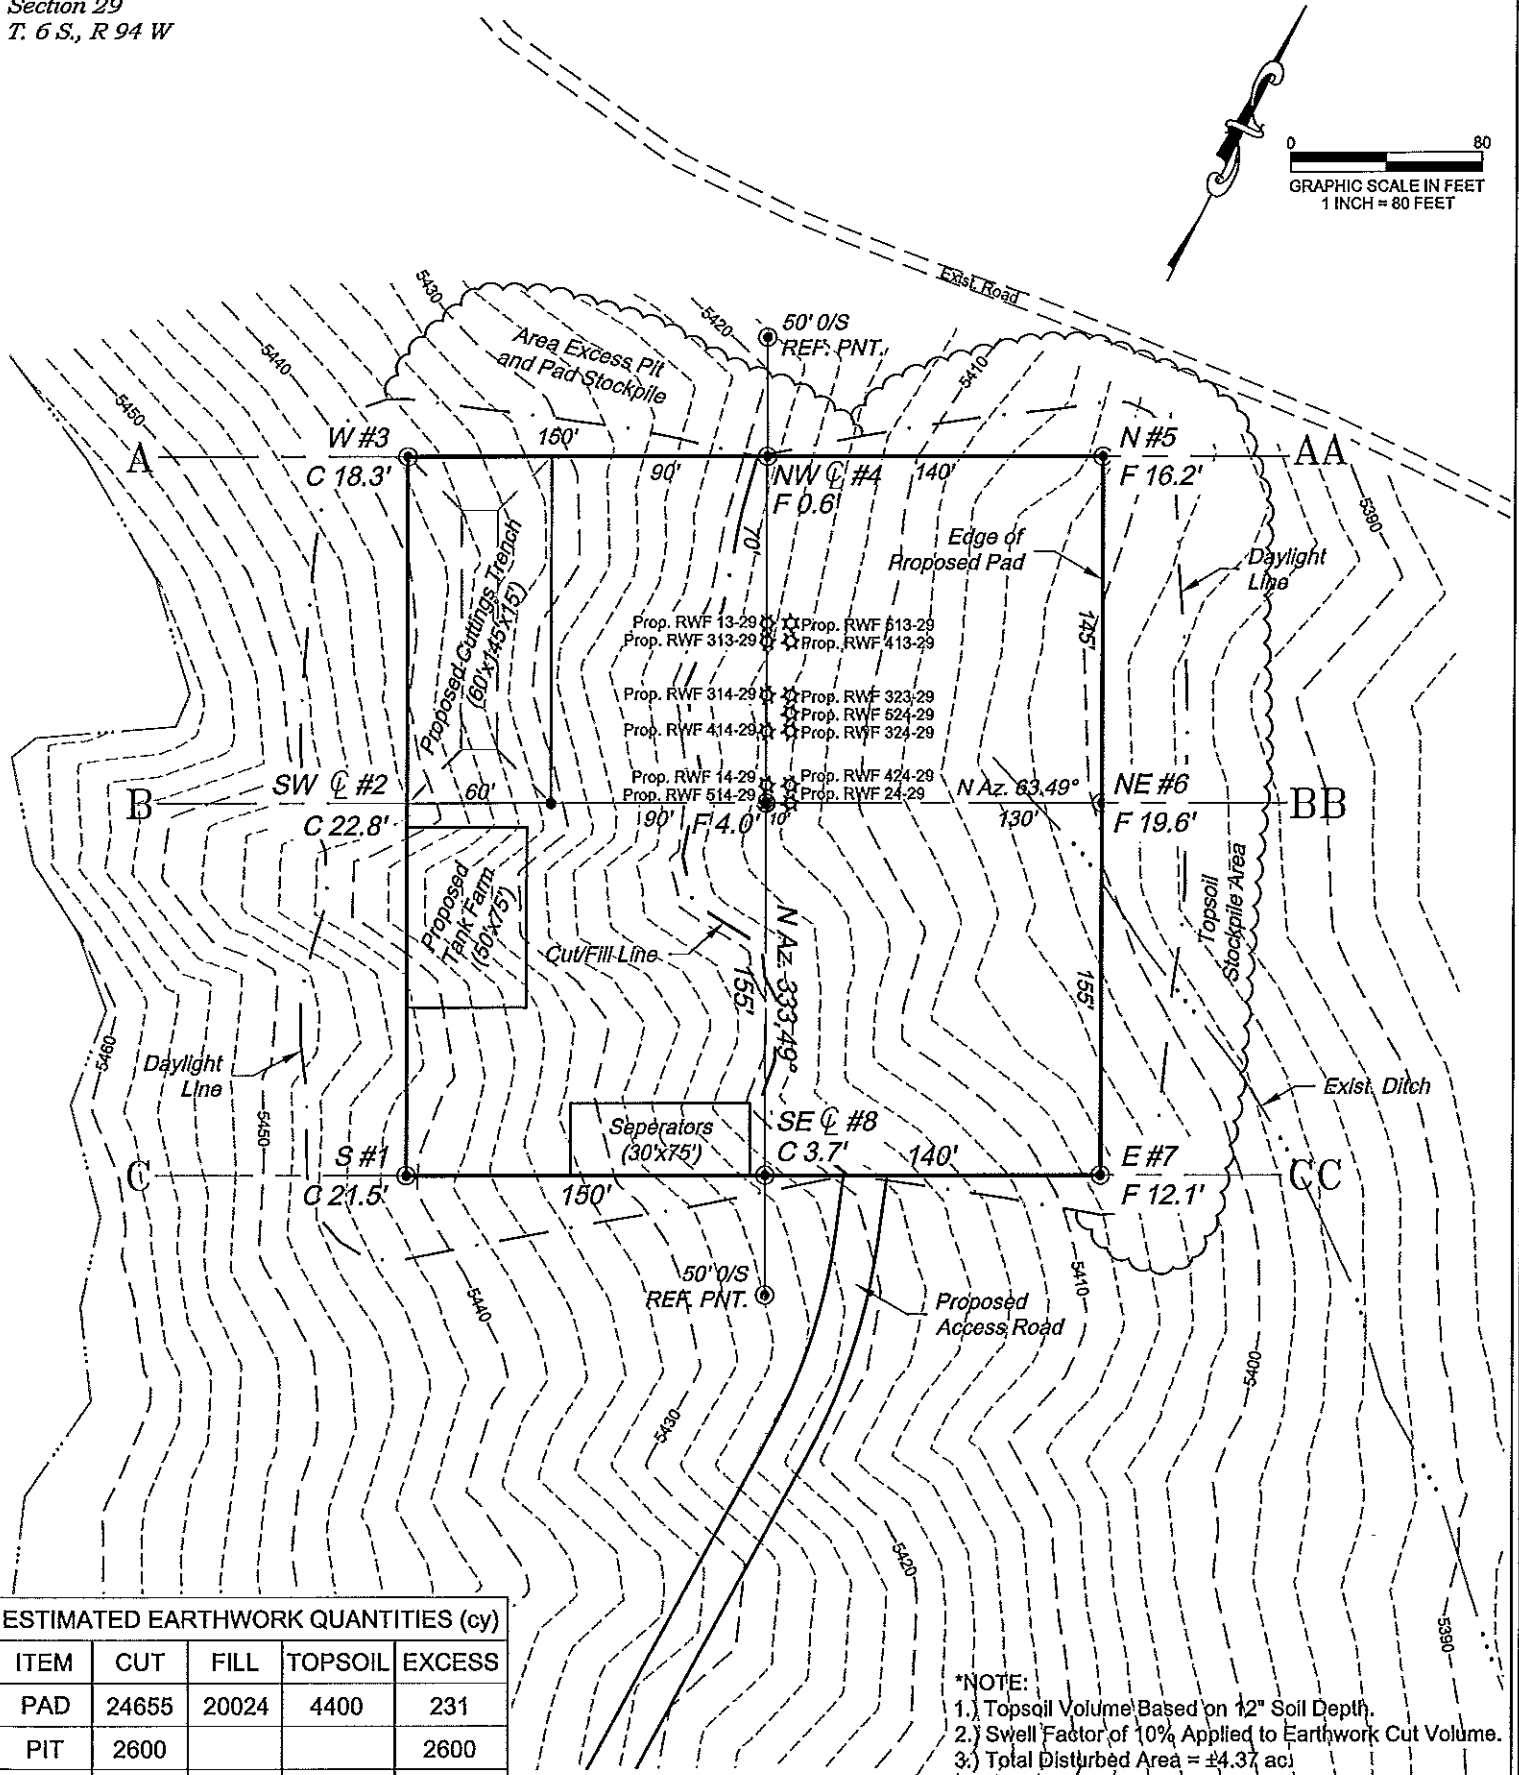 Section 29
T. 6 S., R 94 W
0 80
GRAPHIC SCALE IN FEET
1 INCH = 80 FEET
Exist. Road
5430
5420
50' 0/S
REF. PNT.
Area Excess Pit
and Pad Stockpile
5440
5410
5450
W #3
150'
N #5
A
AA
C 18.3'
90'
NW ℄ #4
140'
F 16.2'
F 0.6'
5390
70'
Edge of
Proposed Pad
Daylight
Line
Proposed Cuttings Trench
(60'x145'x15')
145'
Prop. RWF 13-29
Prop. RWF 513-29
Prop. RWF 313-29
Prop. RWF 413-29
Prop. RWF 314-29
Prop. RWF 323-29
Prop. RWF 524-29
Prop. RWF 414-29
Prop. RWF 324-29
Prop. RWF 14-29
Prop. RWF 424-29
Prop. RWF 514-29
Prop. RWF 24-29
N Az. 63.49°
SW ℄ #2
60'
NE #6
B
BB
C 22.8'
90'
F 4.0'
10'
130'
F 19.6'
Proposed
Tank Farm
(50'x75')
Topsoil
Stockpile Area
Cut/Fill Line
N Az. 333.49°
155'
155'
5460
Daylight
Line
Exist. Ditch
5450
Seperators
(30'x75')
SE ℄ #8
C 3.7'
S #1
140'
E #7
C
CC
C 21.5'
150'
F 12.1'
50' 0/S
REF. PNT.
5410
5440
Proposed
Access Road
5400
5430
5420
5390
ESTIMATED EARTHWORK QUANTITIES (cy)
ITEM CUT FILL TOPSOIL EXCESS
PAD 24655 20024 4400 231
PIT 2600 2600
*NOTE:
1.) Topsoil Volume Based on 12" Soil Depth.
2.) Swell Factor of 10% Applied to Earthwork Cut Volume.
3.) Total Disturbed Area = ±4.37 ac.